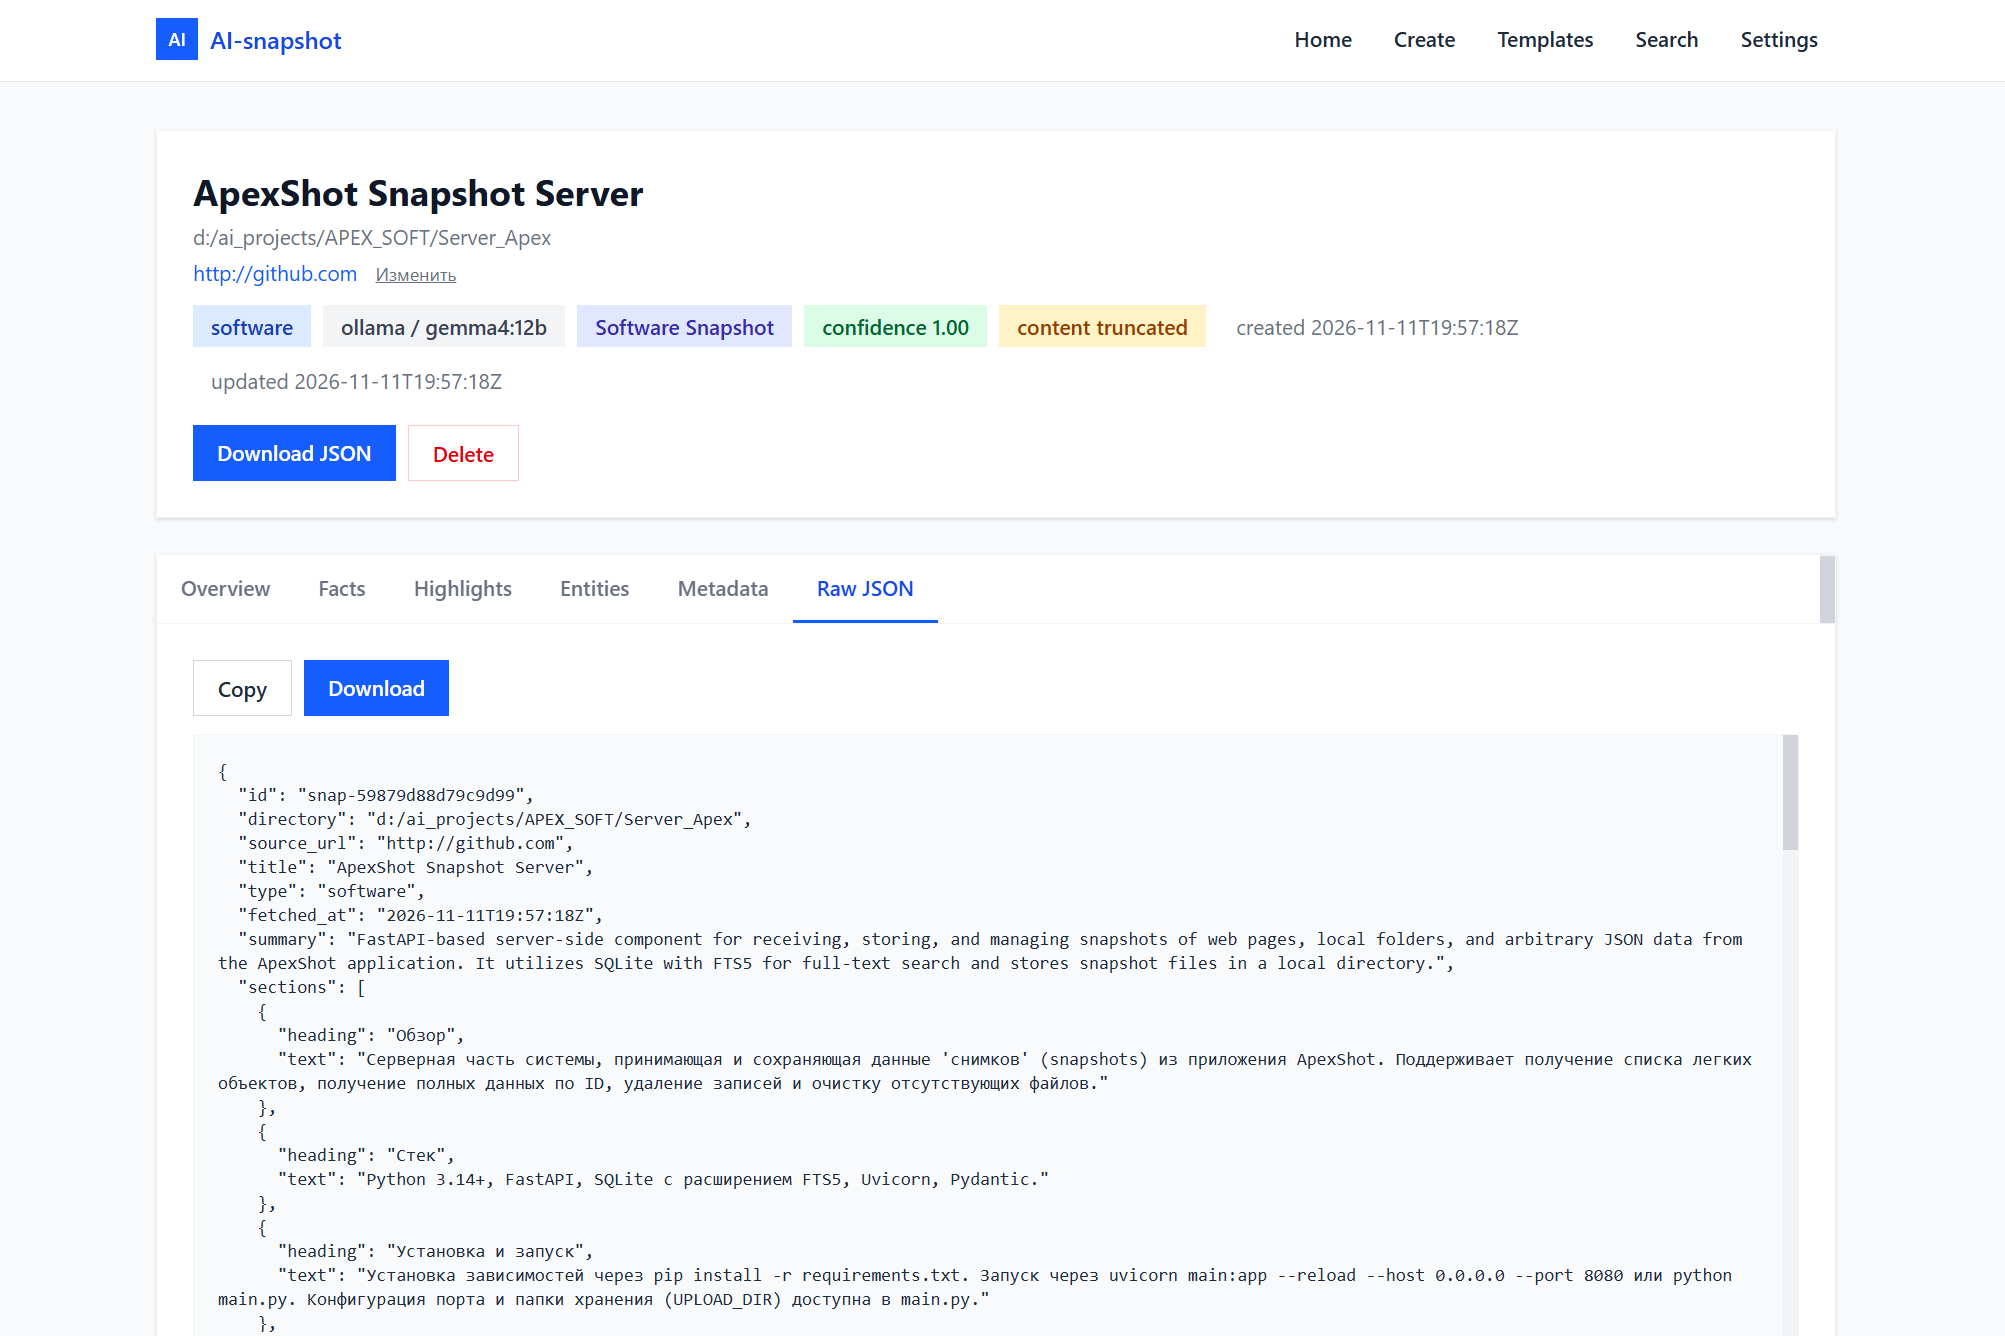 AI AI-snapshot
Home Create Templates Search Settings
ApexShot Snapshot Server
d:/ai_projects/APEX_SOFT/Server_Apex
http://github.com Изменить
software ollama / gemma4:12b Software Snapshot confidence 1.00 content truncated created 2026-11-11T19:57:18Z
updated 2026-11-11T19:57:18Z
Download JSON Delete
Overview Facts Highlights Entities Metadata Raw JSON
Copy Download
{
  "id": "snap-59879d88d79c9d99",
  "directory": "d:/ai_projects/APEX_SOFT/Server_Apex",
  "source_url": "http://github.com",
  "title": "ApexShot Snapshot Server",
  "type": "software",
  "fetched_at": "2026-11-11T19:57:18Z",
  "summary": "FastAPI-based server-side component for receiving, storing, and managing snapshots of web pages, local folders, and arbitrary JSON data from
the ApexShot application. It utilizes SQLite with FTS5 for full-text search and stores snapshot files in a local directory.",
  "sections": [
    {
      "heading": "Обзор",
      "text": "Серверная часть системы, принимающая и сохраняющая данные 'снимков' (snapshots) из приложения ApexShot. Поддерживает получение списка легких
объектов, получение полных данных по ID, удаление записей и очистку отсутствующих файлов."
    },
    {
      "heading": "Стек",
      "text": "Python 3.14+, FastAPI, SQLite с расширением FTS5, Uvicorn, Pydantic."
    },
    {
      "heading": "Установка и запуск",
      "text": "Установка зависимостей через pip install -r requirements.txt. Запуск через uvicorn main:app --reload --host 0.0.0.0 --port 8080 или python
main.py. Конфигурация порта и папки хранения (UPLOAD_DIR) доступна в main.py."
    },